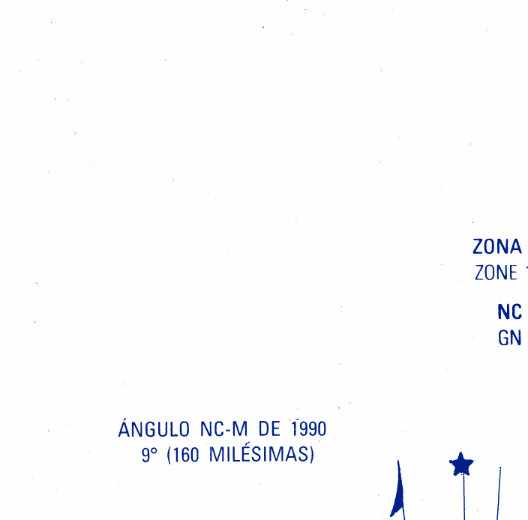 ZONA
ZONE
NC
GN
ÁNGULO NC-M DE 1990
9° (160 MILÉSIMAS)